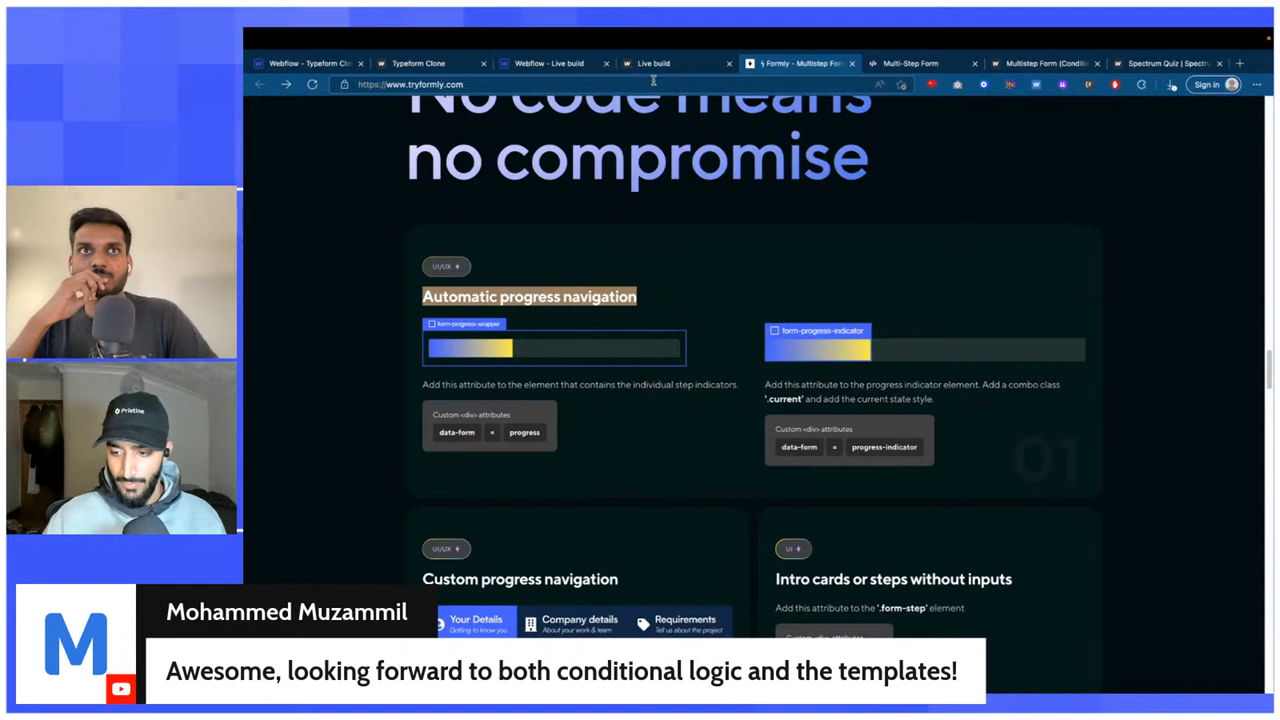 Webflow - Typeform Clo
Typeform Clone
Webflow - Live build
Live build
Formly - Multistep For
Multi-Step Form
Multistep Form (Conditi
Spectrum Quiz | Spectru
https://www.tryformly.com
Sign in
No code means
no compromise
UI/UX
Automatic progress navigation
form-progress-wrapper
form-progress-indicator
Add this attribute to the element that contains the individual step indicators.
Custom <div> attributes
data-form = progress
Add this attribute to the progress indicator element. Add a combo class
'.current' and add the current state style.
Custom <div> attributes
data-form = progress-indicator
01
UI/UX
Custom progress navigation
Your Details
Getting to know you
Company details
About your work & team
Requirements
Tell us about the project
UI
Intro cards or steps without inputs
Add this attribute to the '.form-step' element
Pristine
M
Mohammed Muzammil
Awesome, looking forward to both conditional logic and the templates!